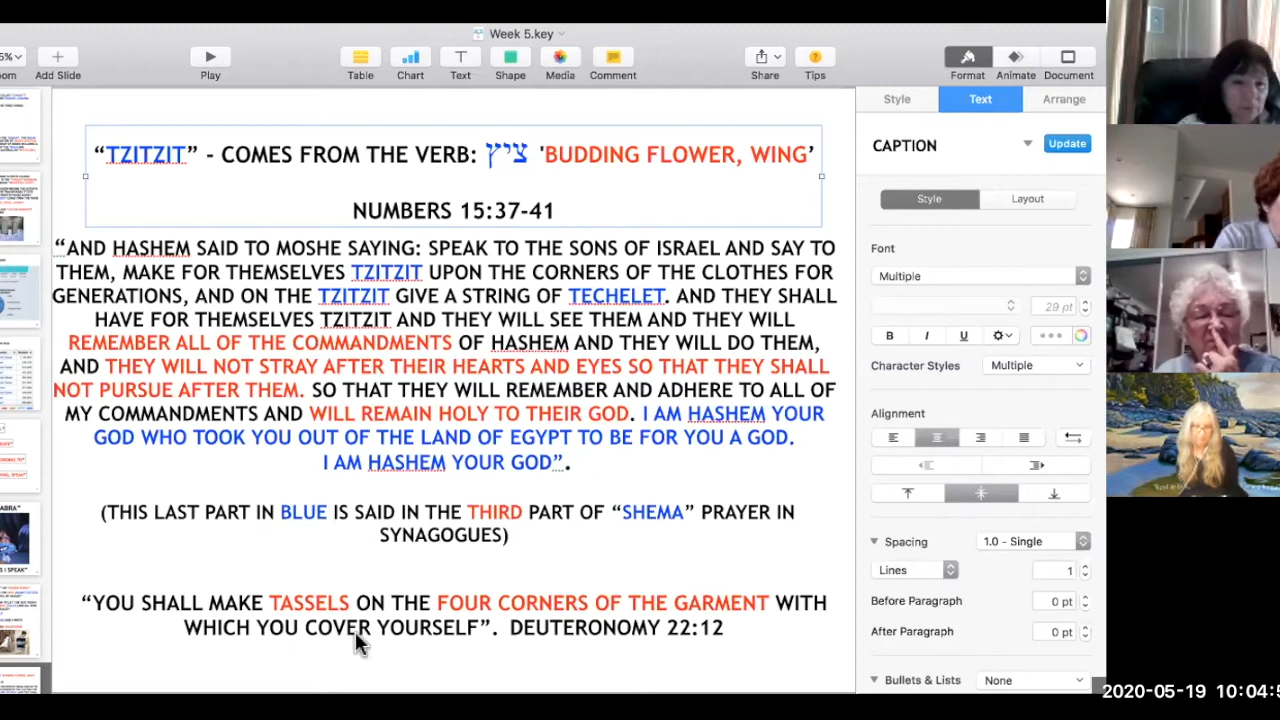 Week 5.key
Add Slide
Play
Table
Chart
Text
Shape
Media
Comment
Share
Tips
Format
Animate
Document
Style
Text
Arrange
“TZITZIT” - COMES FROM THE VERB: ציץ 'BUDDING FLOWER, WING’
NUMBERS 15:37-41
“AND HASHEM SAID TO MOSHE SAYING: SPEAK TO THE SONS OF ISRAEL AND SAY TO
THEM, MAKE FOR THEMSELVES TZITZIT UPON THE CORNERS OF THE CLOTHES FOR
GENERATIONS, AND ON THE TZITZIT GIVE A STRING OF TECHELET. AND THEY SHALL
HAVE FOR THEMSELVES TZITZIT AND THEY WILL SEE THEM AND THEY WILL
REMEMBER ALL OF THE COMMANDMENTS OF HASHEM AND THEY WILL DO THEM,
AND THEY WILL NOT STRAY AFTER THEIR HEARTS AND EYES SO THAT THEY SHALL
NOT PURSUE AFTER THEM. SO THAT THEY WILL REMEMBER AND ADHERE TO ALL OF
MY COMMANDMENTS AND WILL REMAIN HOLY TO THEIR GOD. I AM HASHEM YOUR
GOD WHO TOOK YOU OUT OF THE LAND OF EGYPT TO BE FOR YOU A GOD.
I AM HASHEM YOUR GOD”.
(THIS LAST PART IN BLUE IS SAID IN THE THIRD PART OF “SHEMA” PRAYER IN
SYNAGOGUES)
“YOU SHALL MAKE TASSELS ON THE FOUR CORNERS OF THE GARMENT WITH
WHICH YOU COVER YOURSELF”. DEUTERONOMY 22:12
CAPTION
Update
Style
Layout
Font
Multiple
29 pt
B I U
Character Styles
Multiple
Alignment
Spacing
1.0 - Single
Lines
1
Before Paragraph
0 pt
After Paragraph
0 pt
Bullets & Lists
None
2020-05-19 10:04:5